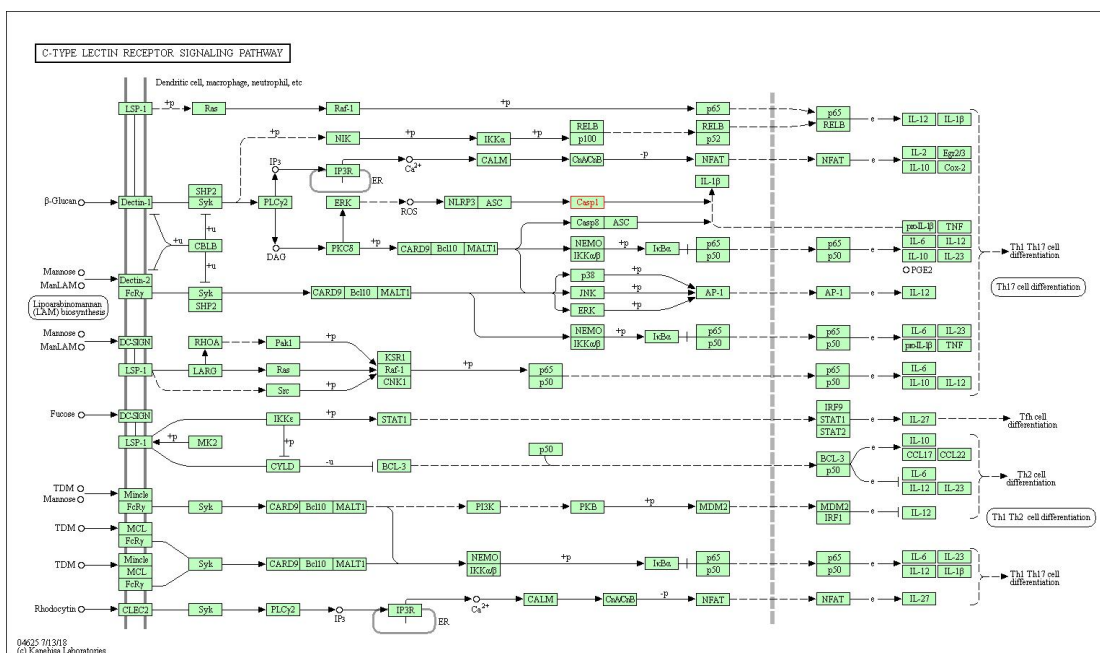 C-TYPE LECTIN RECEPTOR SIGNALING PATHWAY
Dendritic cell, macrophage, neutrophil, etc
LSP-1 +p Ras Raf-1 +p p65 p65 RELB e IL-12 IL-1β
+p NIK +p IKKα +p RELB p100 RELB p52
IP3 IP3R ER Ca2+ CALM CnA/CnB -p NFAT NFAT e IL-2 Egr2/3
IL-10 Cox-2
IL-1β
β-Glucan Dectin-1 SHP2 Syk PLCγ2 ERK ROS NLRP3 ASC Casp1
Casp8 ASC
+u +u CBLB +u
DAG PKCδ +p CARD9 Bcl10 MALT1 NEMO IKKα/β +p IκBα p65 p50 p65 p50 e pro-IL-1β TNF
IL-6 IL-12
IL-10 IL-23
PGE2
Th1 Th17 cell differentiation
Th17 cell differentiation
Mannose
ManLAM
Dectin-2
FcRγ Syk SHP2 CARD9 Bcl10 MALT1 p38 JNK ERK +p +p +p AP-1 AP-1 e IL-12
Lipoarabinomannan (LAM) biosynthesis
NEMO IKKα/β +p IκBα p65 p50 p65 p50 e IL-6 IL-23
pro-IL-1β TNF
Mannose
ManLAM
DC-SIGN RHOA Pak1 +p
LSP-1 LARG Ras KSR1 Raf-1 CNK1 +p p65 p50 p65 p50 e IL-6
IL-10 IL-12
Src +p
Fucose DC-SIGN IKKε +p STAT1 IRF9 STAT1 STAT2 e IL-27 Tfh cell differentiation
LSP-1 +p MK2 +p
CYLD -u BCL-3 p50 BCL-3 p50 e IL-10
CCL17 CCL22
e IL-6
IL-12 IL-23
Th2 cell differentiation
TDM
Mannose
Mincle
FcRγ Syk CARD9 Bcl10 MALT1 PI3K PKB +p MDM2 MDM2 IRF1 e IL-12
Th1 Th2 cell differentiation
TDM MCL
FcRγ
TDM Mincle
MCL
FcRγ
Syk CARD9 Bcl10 MALT1 NEMO IKKα/β +p IκBα p65 p50 p65 p50 e IL-6 IL-23
IL-12 IL-1β
Th1 Th17 cell differentiation
Rhodocytin CLEC2 Syk PLCγ2 IP3 IP3R ER Ca2+ CALM CnA/CnB -p NFAT NFAT e IL-27
04625 7/13/18
(c) Kanehisa Laboratories